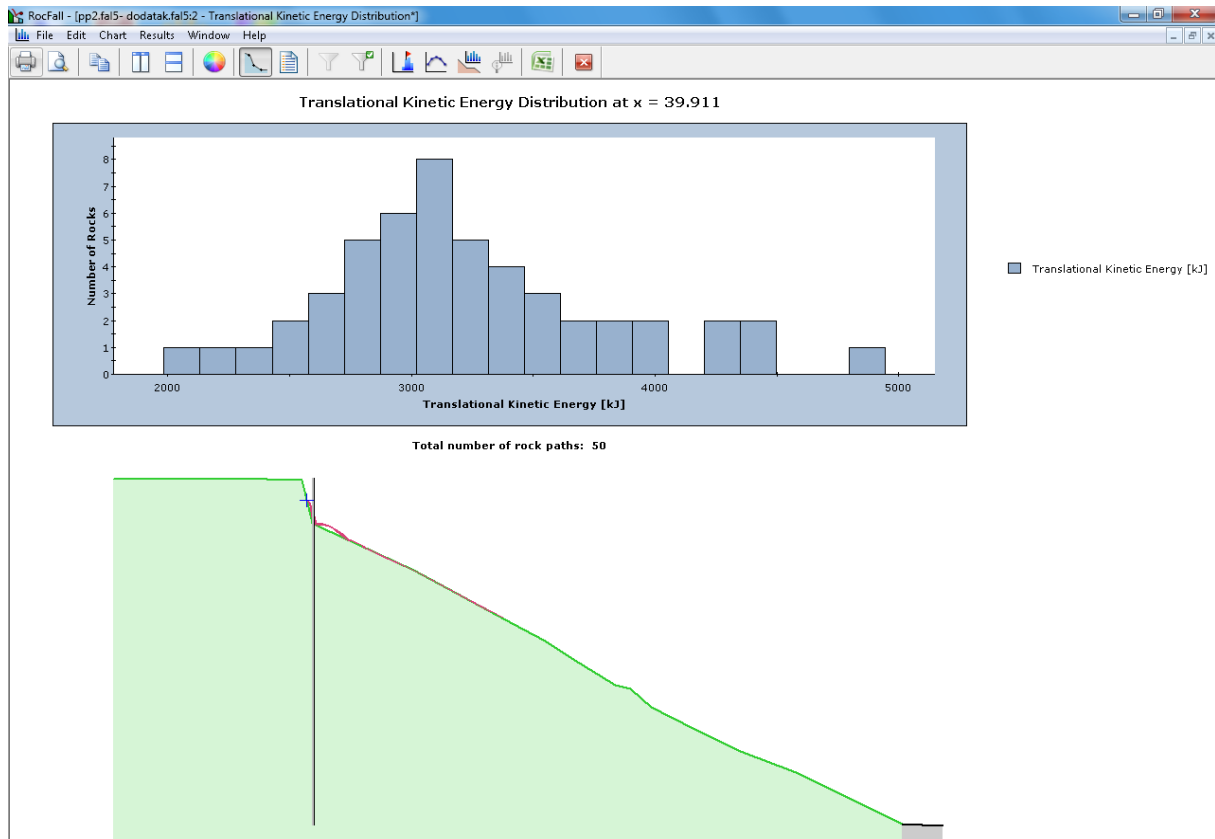 RocFall - [pp2.fal5- dodatak.fal5:2 - Translational Kinetic Energy Distribution*]
File Edit Chart Results Window Help
Translational Kinetic Energy Distribution at x = 39.911
8
7
6
5
4
3
2
1
0
Number of Rocks
2000 3000 4000 5000
Translational Kinetic Energy [kJ]
Translational Kinetic Energy [kJ]
Total number of rock paths: 50